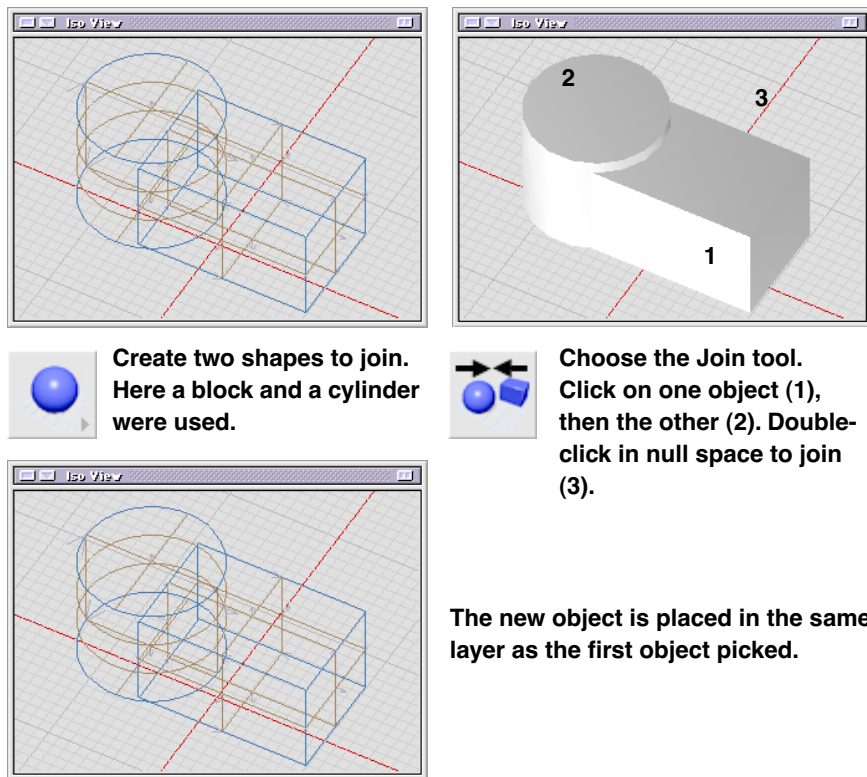 Iso View
Iso View
2
3
1
Create two shapes to join.
Here a block and a cylinder
were used.
Choose the Join tool.
Click on one object (1),
then the other (2). Double-
click in null space to join
(3).
Iso View
The new object is placed in the same
layer as the first object picked.